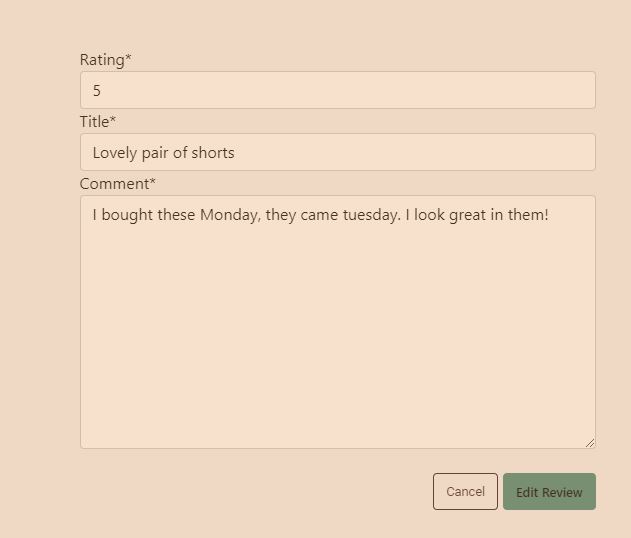 Rating*
5
Title*
Lovely pair of shorts
Comment*
I bought these Monday, they came tuesday. I look great in them!
Cancel
Edit Review